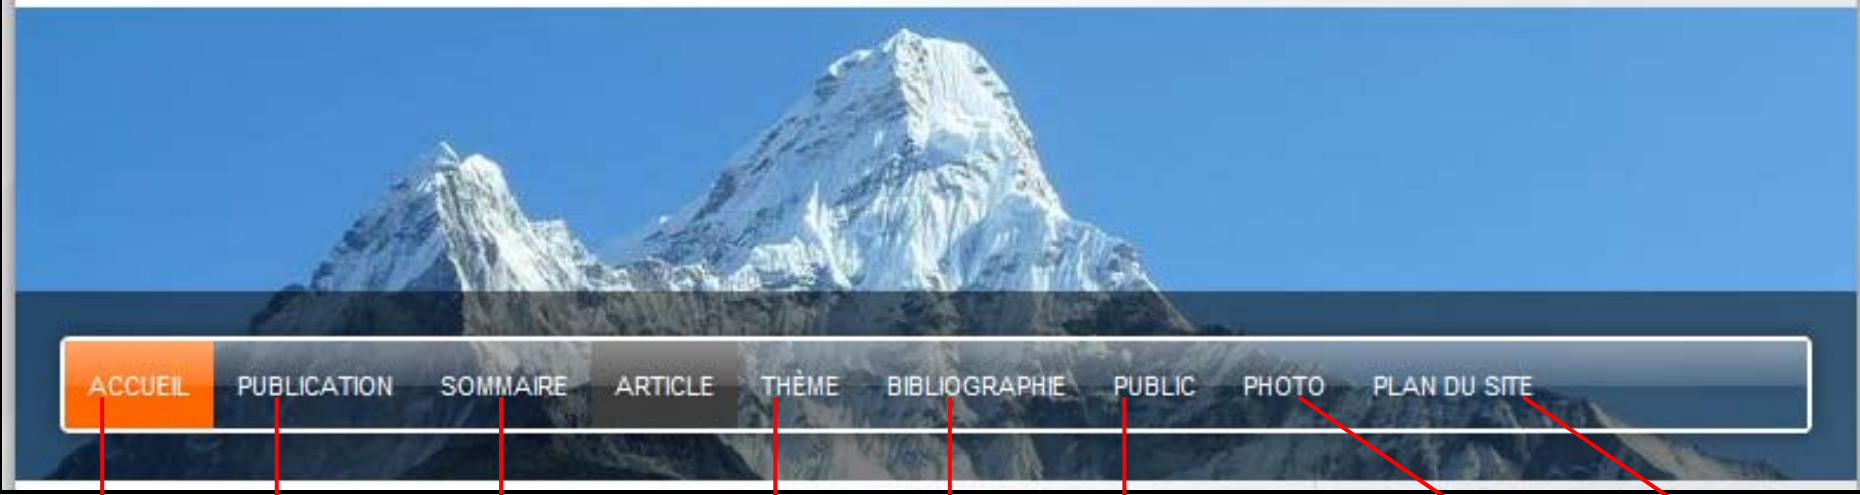 ACCUEIL PUBLICATION SOMMAIRE ARTICLE THÈME BIBLIOGRAPHIE PUBLIC PHOTO PLAN DU SITE